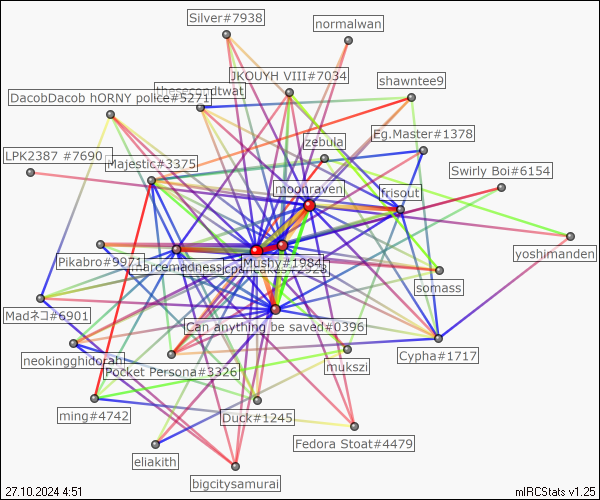 Silver#7938
normalwan
JKOUYH VIII#7034
shawntee9
thesecondtwat
DacobDacob hORNY police#5271
Eg.Master#1378
zebula
LPK2387 #7690
Majestic#3375
Swirly Boi#6154
moonraven
frisout
yoshimanden
Pikabro#9971
marcemadness
Mushy#1984
somass
Madネコ#6901
Can anything be saved#0396
Cypha#1717
neokingghidorah
Pocket Persona#3326
mukszi
ming#4742
Duck#1245
Fedora Stoat#4479
eliakith
bigcitysamurai
27.10.2024 4:51
mIRCStats v1.25